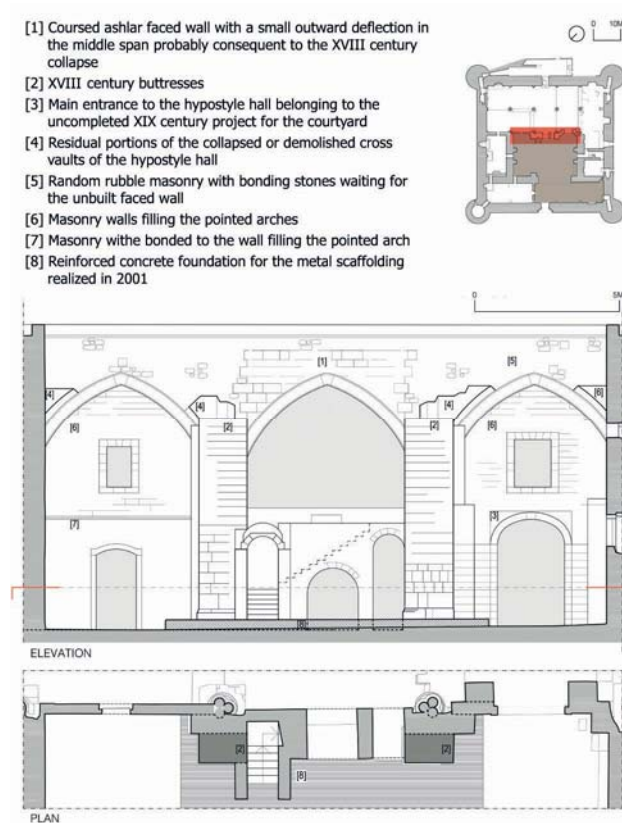 [1] Coursed ashlar faced wall with a small outward deflection in
the middle span probably consequent to the XVIII century
collapse
[2] XVIII century buttresses
[3] Main entrance to the hypostyle hall belonging to the
uncompleted XIX century project for the courtyard
[4] Residual portions of the collapsed or demolished cross
vaults of the hypostyle hall
[5] Random rubble masonry with bonding stones waiting for
the unbuilt faced wall
[6] Masonry walls filling the pointed arches
[7] Masonry withe bonded to the wall filling the pointed arch
[8] Reinforced concrete foundation for the metal scaffolding
realized in 2001
0 10M
0 5M
[1] [5]
[4] [4] [4] [6]
[6] [2] [2] [6]
[7] [3]
[8]
ELEVATION
[2] [2]
[8]
PLAN